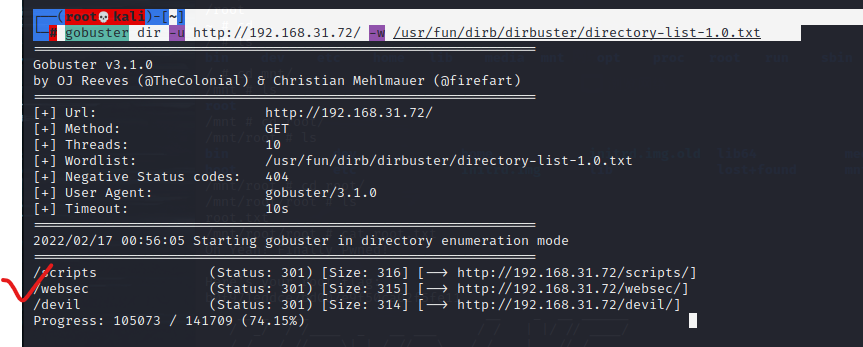 ┌──(root💀kali)-[~]
└─# gobuster dir -u http://192.168.31.72/ -w /usr/fun/dirb/dirbuster/directory-list-1.0.txt
===============================================================
Gobuster v3.1.0
by OJ Reeves (@TheColonial) & Christian Mehlmauer (@firefart)
===============================================================
[+] Url:                     http://192.168.31.72/
[+] Method:                  GET
[+] Threads:                 10
[+] Wordlist:                /usr/fun/dirb/dirbuster/directory-list-1.0.txt
[+] Negative Status codes:   404
[+] User Agent:              gobuster/3.1.0
[+] Timeout:                 10s
===============================================================
2022/02/17 00:56:05 Starting gobuster in directory enumeration mode
===============================================================
/scripts              (Status: 301) [Size: 316] [--> http://192.168.31.72/scripts/]
/websec               (Status: 301) [Size: 315] [--> http://192.168.31.72/websec/]
/devil                (Status: 301) [Size: 314] [--> http://192.168.31.72/devil/]
Progress: 105073 / 141709 (74.15%)